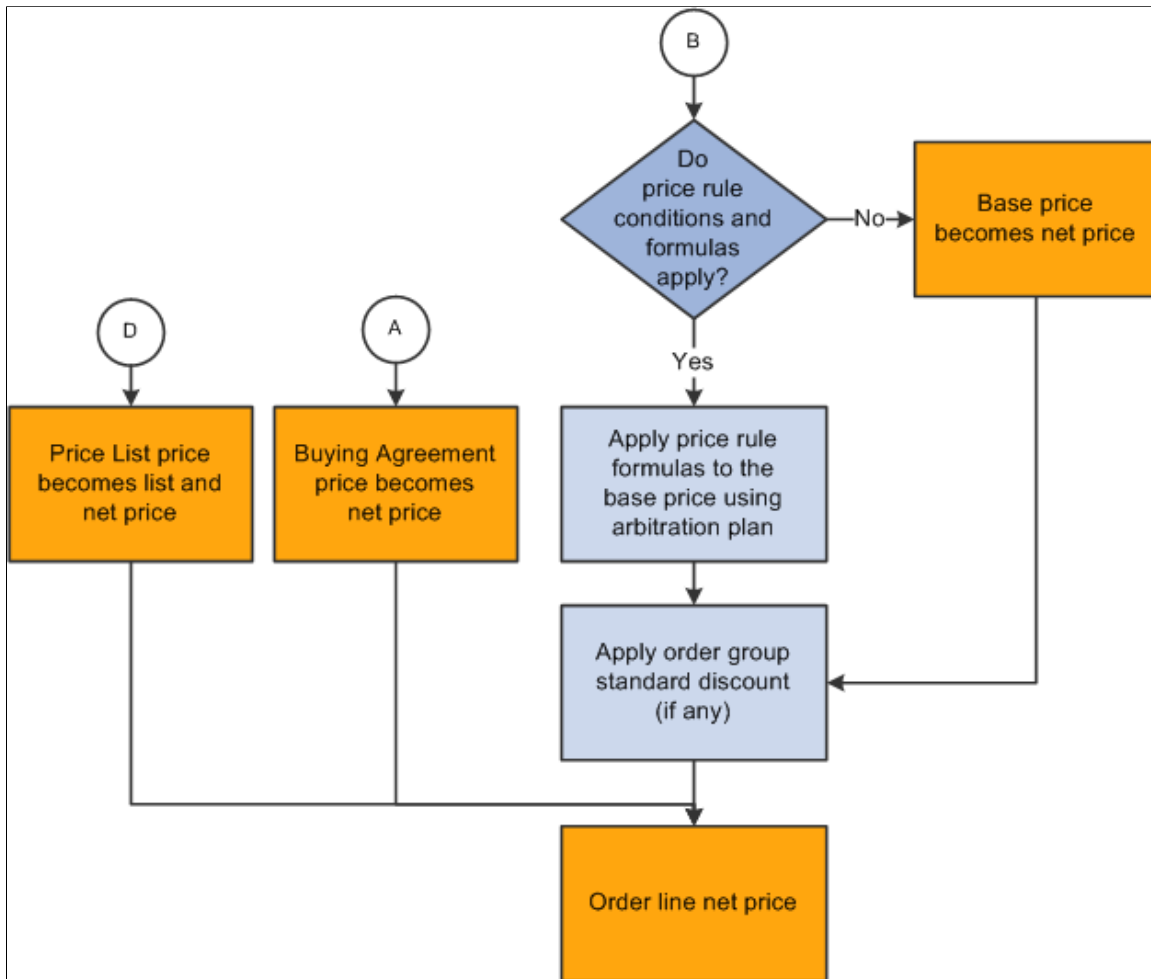 B
Do
price rule
conditions and
formulas
apply?
No
Base price
becomes net price
Yes
D
A
Price List price
becomes list and
net price
Buying Agreement
price becomes
net price
Apply price rule
formulas to the
base price using
arbitration plan
Apply order group
standard discount
(if any)
Order line net price